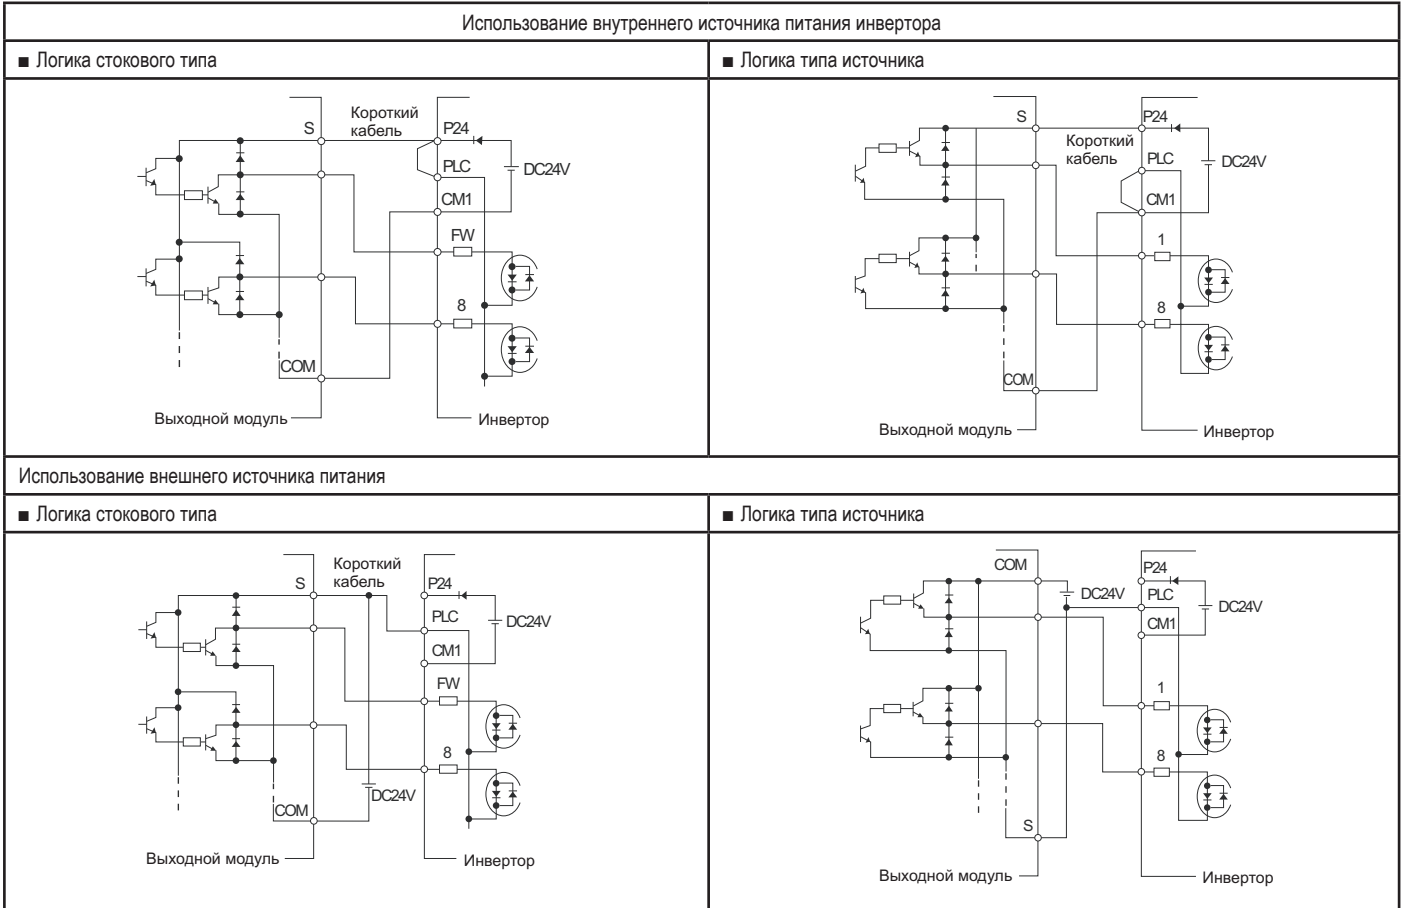 Использование внутреннего источника питания инвертора
■ Логика стокового типа
■ Логика типа источника
S
Короткий
кабель
P24
PLC
DC24V
CM1
FW
8
COM
Выходной модуль
Инвертор
S
P24
Короткий
кабель
PLC
DC24V
CM1
1
8
COM
Выходной модуль
Инвертор
Использование внешнего источника питания
■ Логика стокового типа
■ Логика типа источника
S
Короткий
кабель
P24
PLC
DC24V
CM1
FW
8
DC24V
COM
Выходной модуль
Инвертор
COM
P24
DC24V
PLC
DC24V
CM1
1
8
S
Выходной модуль
Инвертор